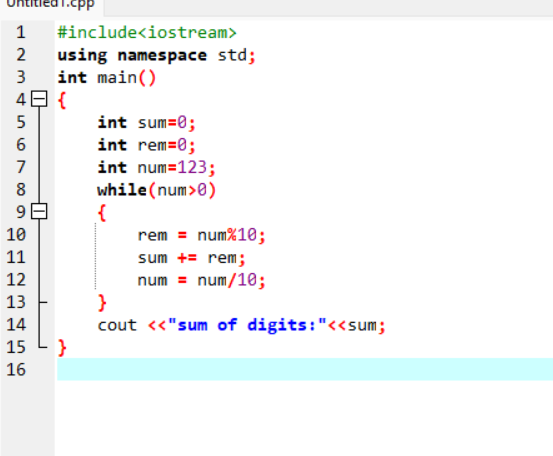 Untitled1.cpp
1 #include<iostream>
2 using namespace std;
3 int main()
4 {
5 int sum=0;
6 int rem=0;
7 int num=123;
8 while(num>0)
9 {
10 rem = num%10;
11 sum += rem;
12 num = num/10;
13 }
14 cout <<"sum of digits:"<<sum;
15 }
16